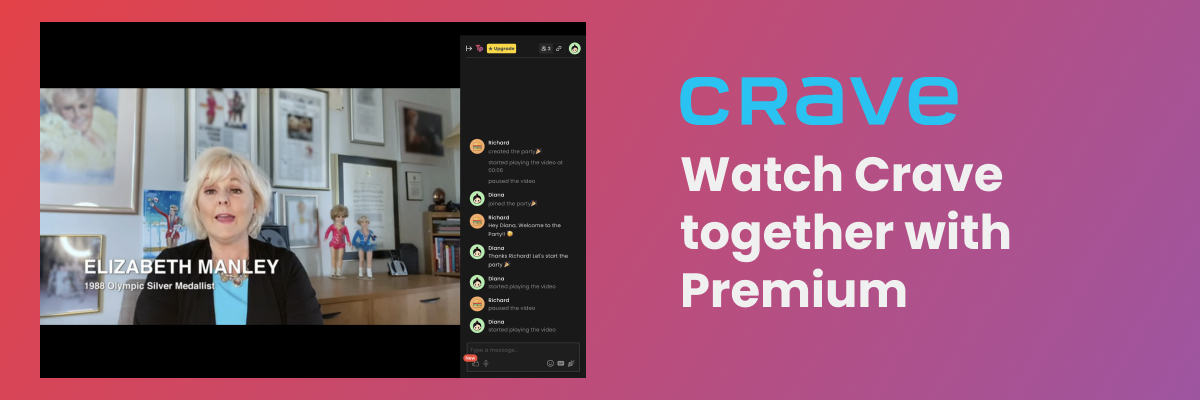 ELIZABETH MANLEY
1988 Olympic Silver Medallist
Tp
★ Upgrade
3
Richard
created the party🎉
started playing the video at
00:06
paused the video
Diana
joined the party🎉
Richard
Hey Diana, Welcome to the
Party!! 😄
Diana
Thanks Richard! Let's start the
party 🎉
Diana
started playing the video
Richard
paused the video
Diana
started playing the video
Type a message...
New
CRAVE
Watch Crave
together with
Premium